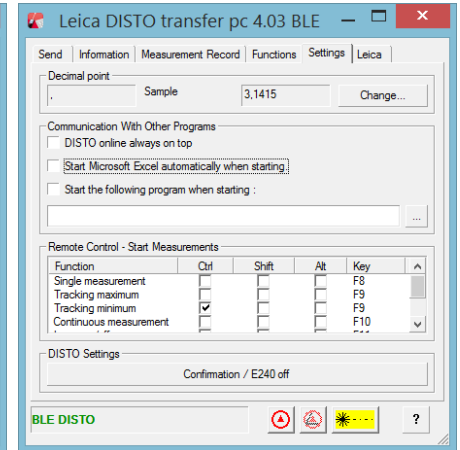 Leica DISTO transfer pc 4.03 BLE
Send Information Measurement Record Functions Settings Leica
Decimal point
, Sample 3,1415 Change...
Communication With Other Programs
DISTO online always on top
Start Microsoft Excel automatically when starting.
Start the following program when starting :
...
Remote Control - Start Measurements
Function Ctrl Shift Alt Key
Single measurement F8
Tracking maximum F9
Tracking minimum F9
Continuous measurement F10
DISTO Settings
Confirmation / E240 off
BLE DISTO ?